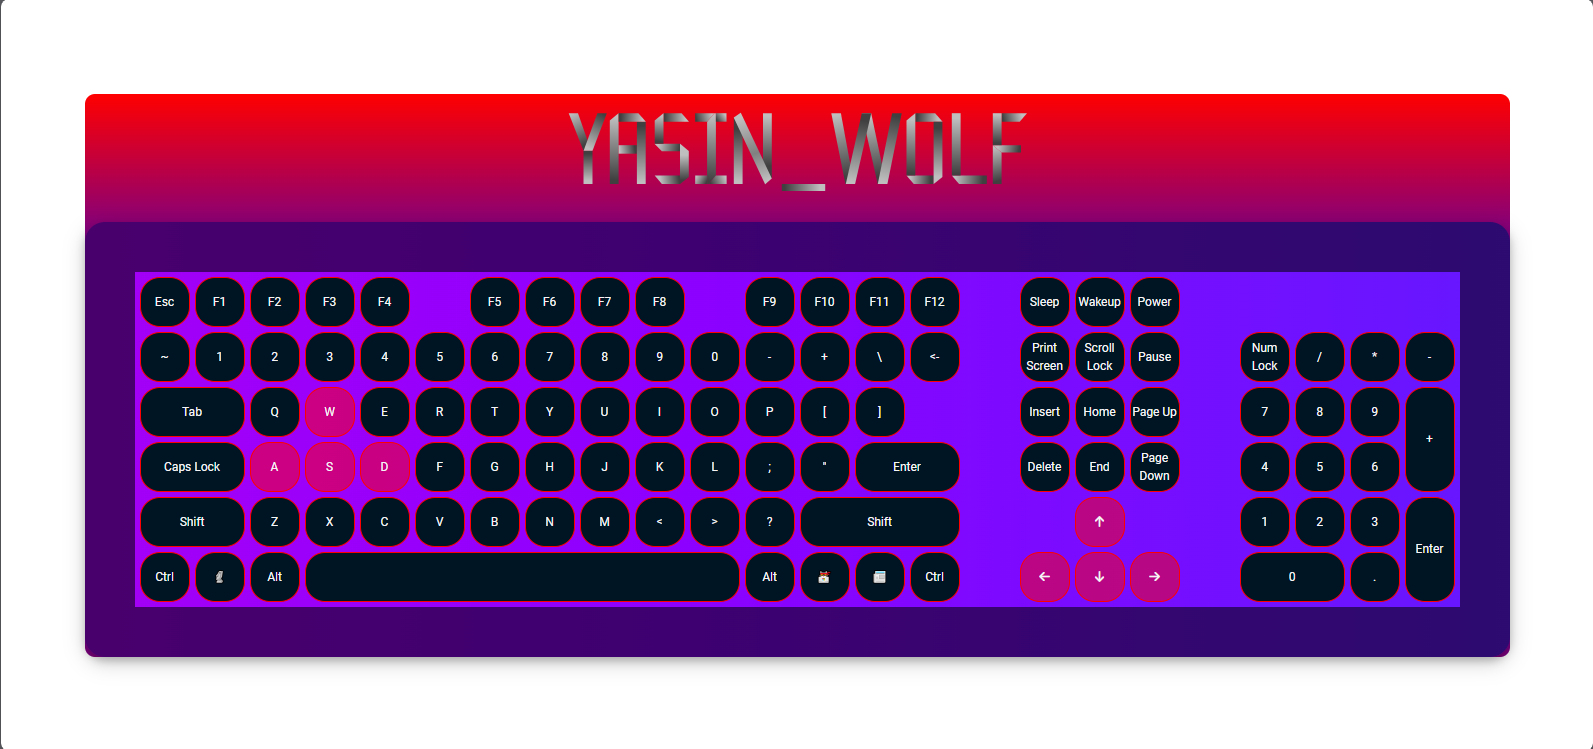 YASIN_WOLF
Esc F1 F2 F3 F4 F5 F6 F7 F8 F9 F10 F11 F12 Sleep Wakeup Power
~ 1 2 3 4 5 6 7 8 9 0 - + \ <- Print Screen Scroll Lock Pause Num Lock / * -
Tab Q W E R T Y U I O P [ ] Insert Home Page Up 7 8 9 +
Caps Lock A S D F G H J K L ; " Enter Delete End Page Down 4 5 6
Shift Z X C V B N M < > ? Shift ↑ 1 2 3 Enter
Ctrl Alt Alt Ctrl ← ↓ → 0 .